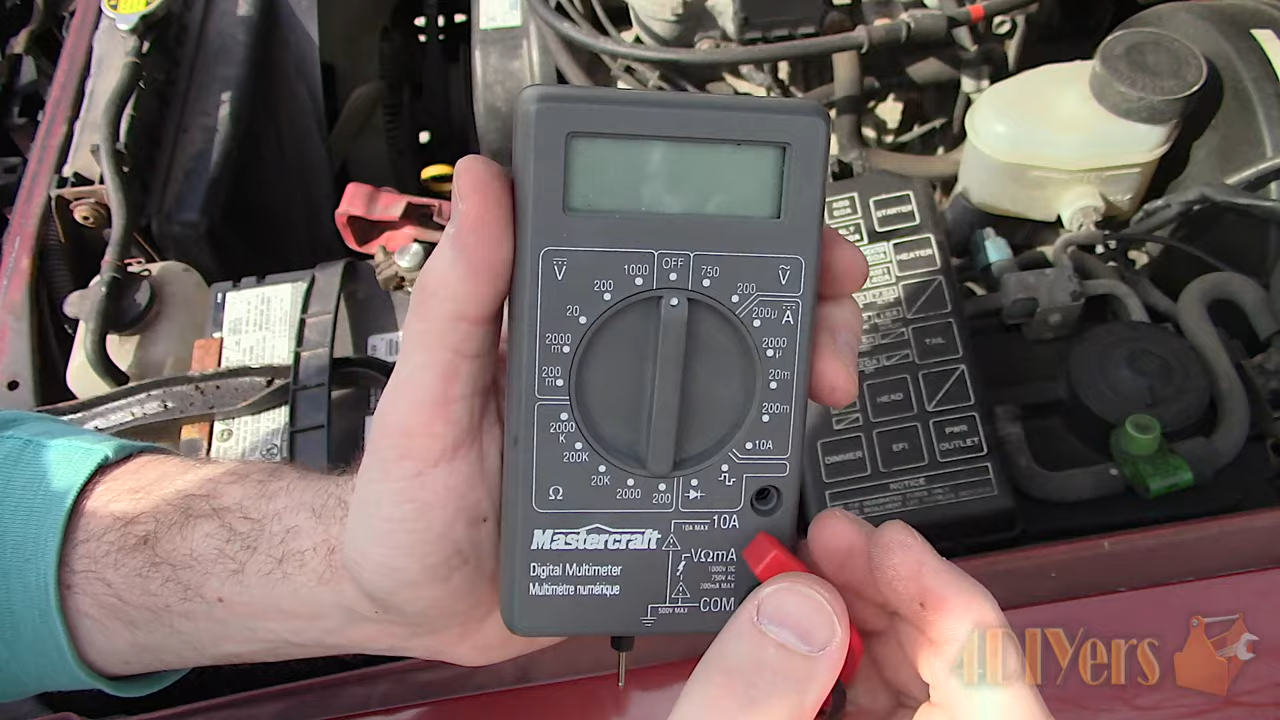 OFF
V
1000
750
V
200
200
200µ
A
20
2000
µ
2000
m
20m
200
m
200m
2000
K
10A
200K
20K
2000
200
Ω
Mastercraft
10A MAX
10A
VΩmA
1000V DC
750V AC
200mA MAX
Digital Multimeter
Multimètre numérique
500V MAX
COM
ABS
60A
STARTER
HEATER
TAIL
HEAD
DIMMER
EFI
PWR
OUTLET
NOTICE
4DIYers